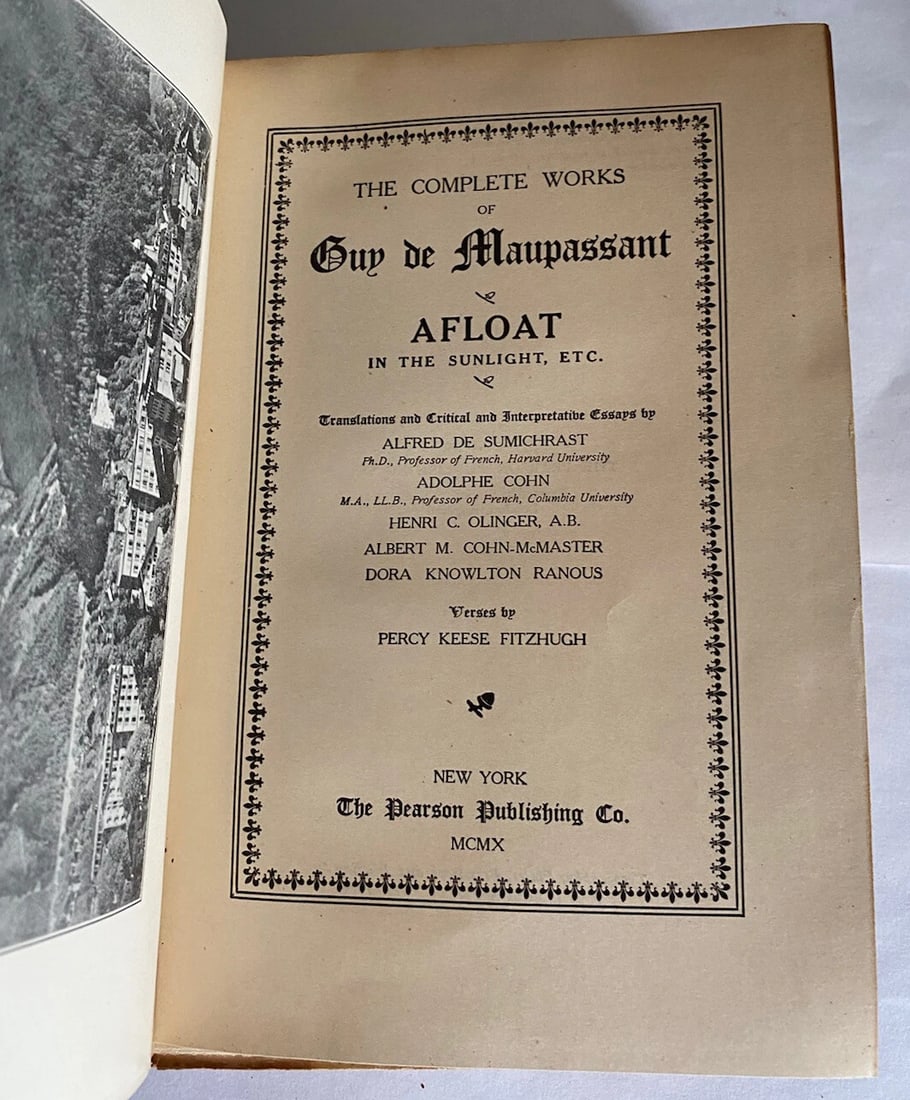 THE COMPLETE WORKS
OF
Guy de Maupassant
AFLOAT
IN THE SUNLIGHT, ETC.
Translations and Critical and Interpretative Essays by
ALFRED DE SUMICHRAST
Ph.D., Professor of French, Harvard University
ADOLPHE COHN
M.A., LL.B., Professor of French, Columbia University
HENRI C. OLINGER, A.B.
ALBERT M. COHN-McMASTER
DORA KNOWLTON RANOUS
Verses by
PERCY KEESE FITZHUGH
NEW YORK
The Pearson Publishing Co.
MCMX